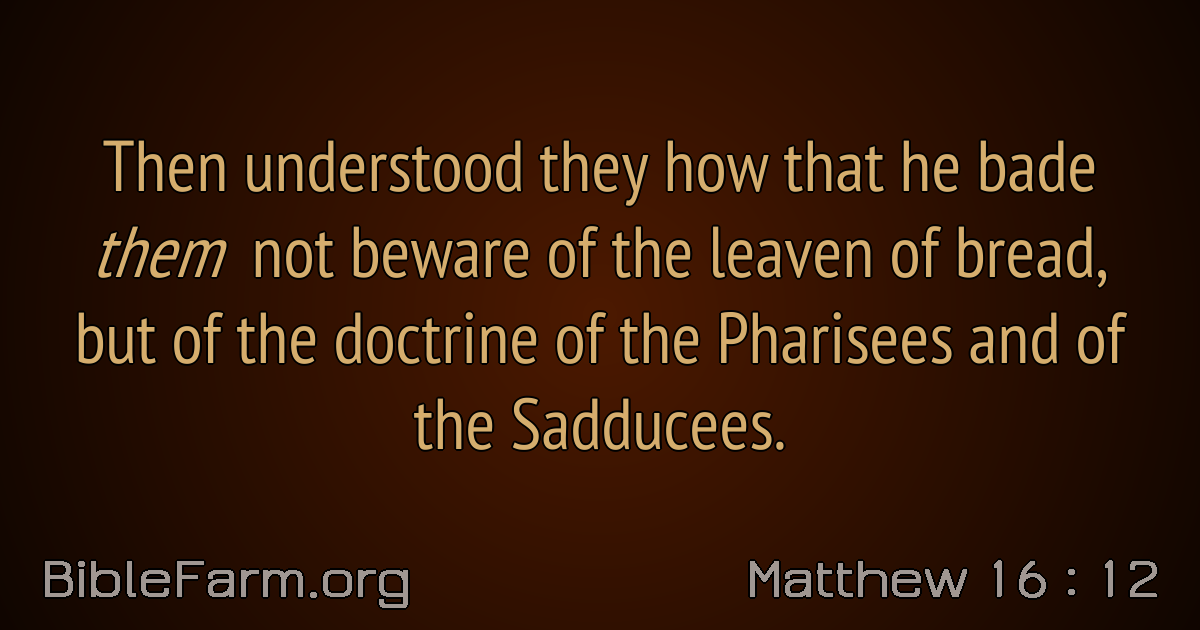 Then understood they how that he bade
them not beware of the leaven of bread,
but of the doctrine of the Pharisees and of
the Sadducees.
BibleFarm.org
Matthew 16 : 12